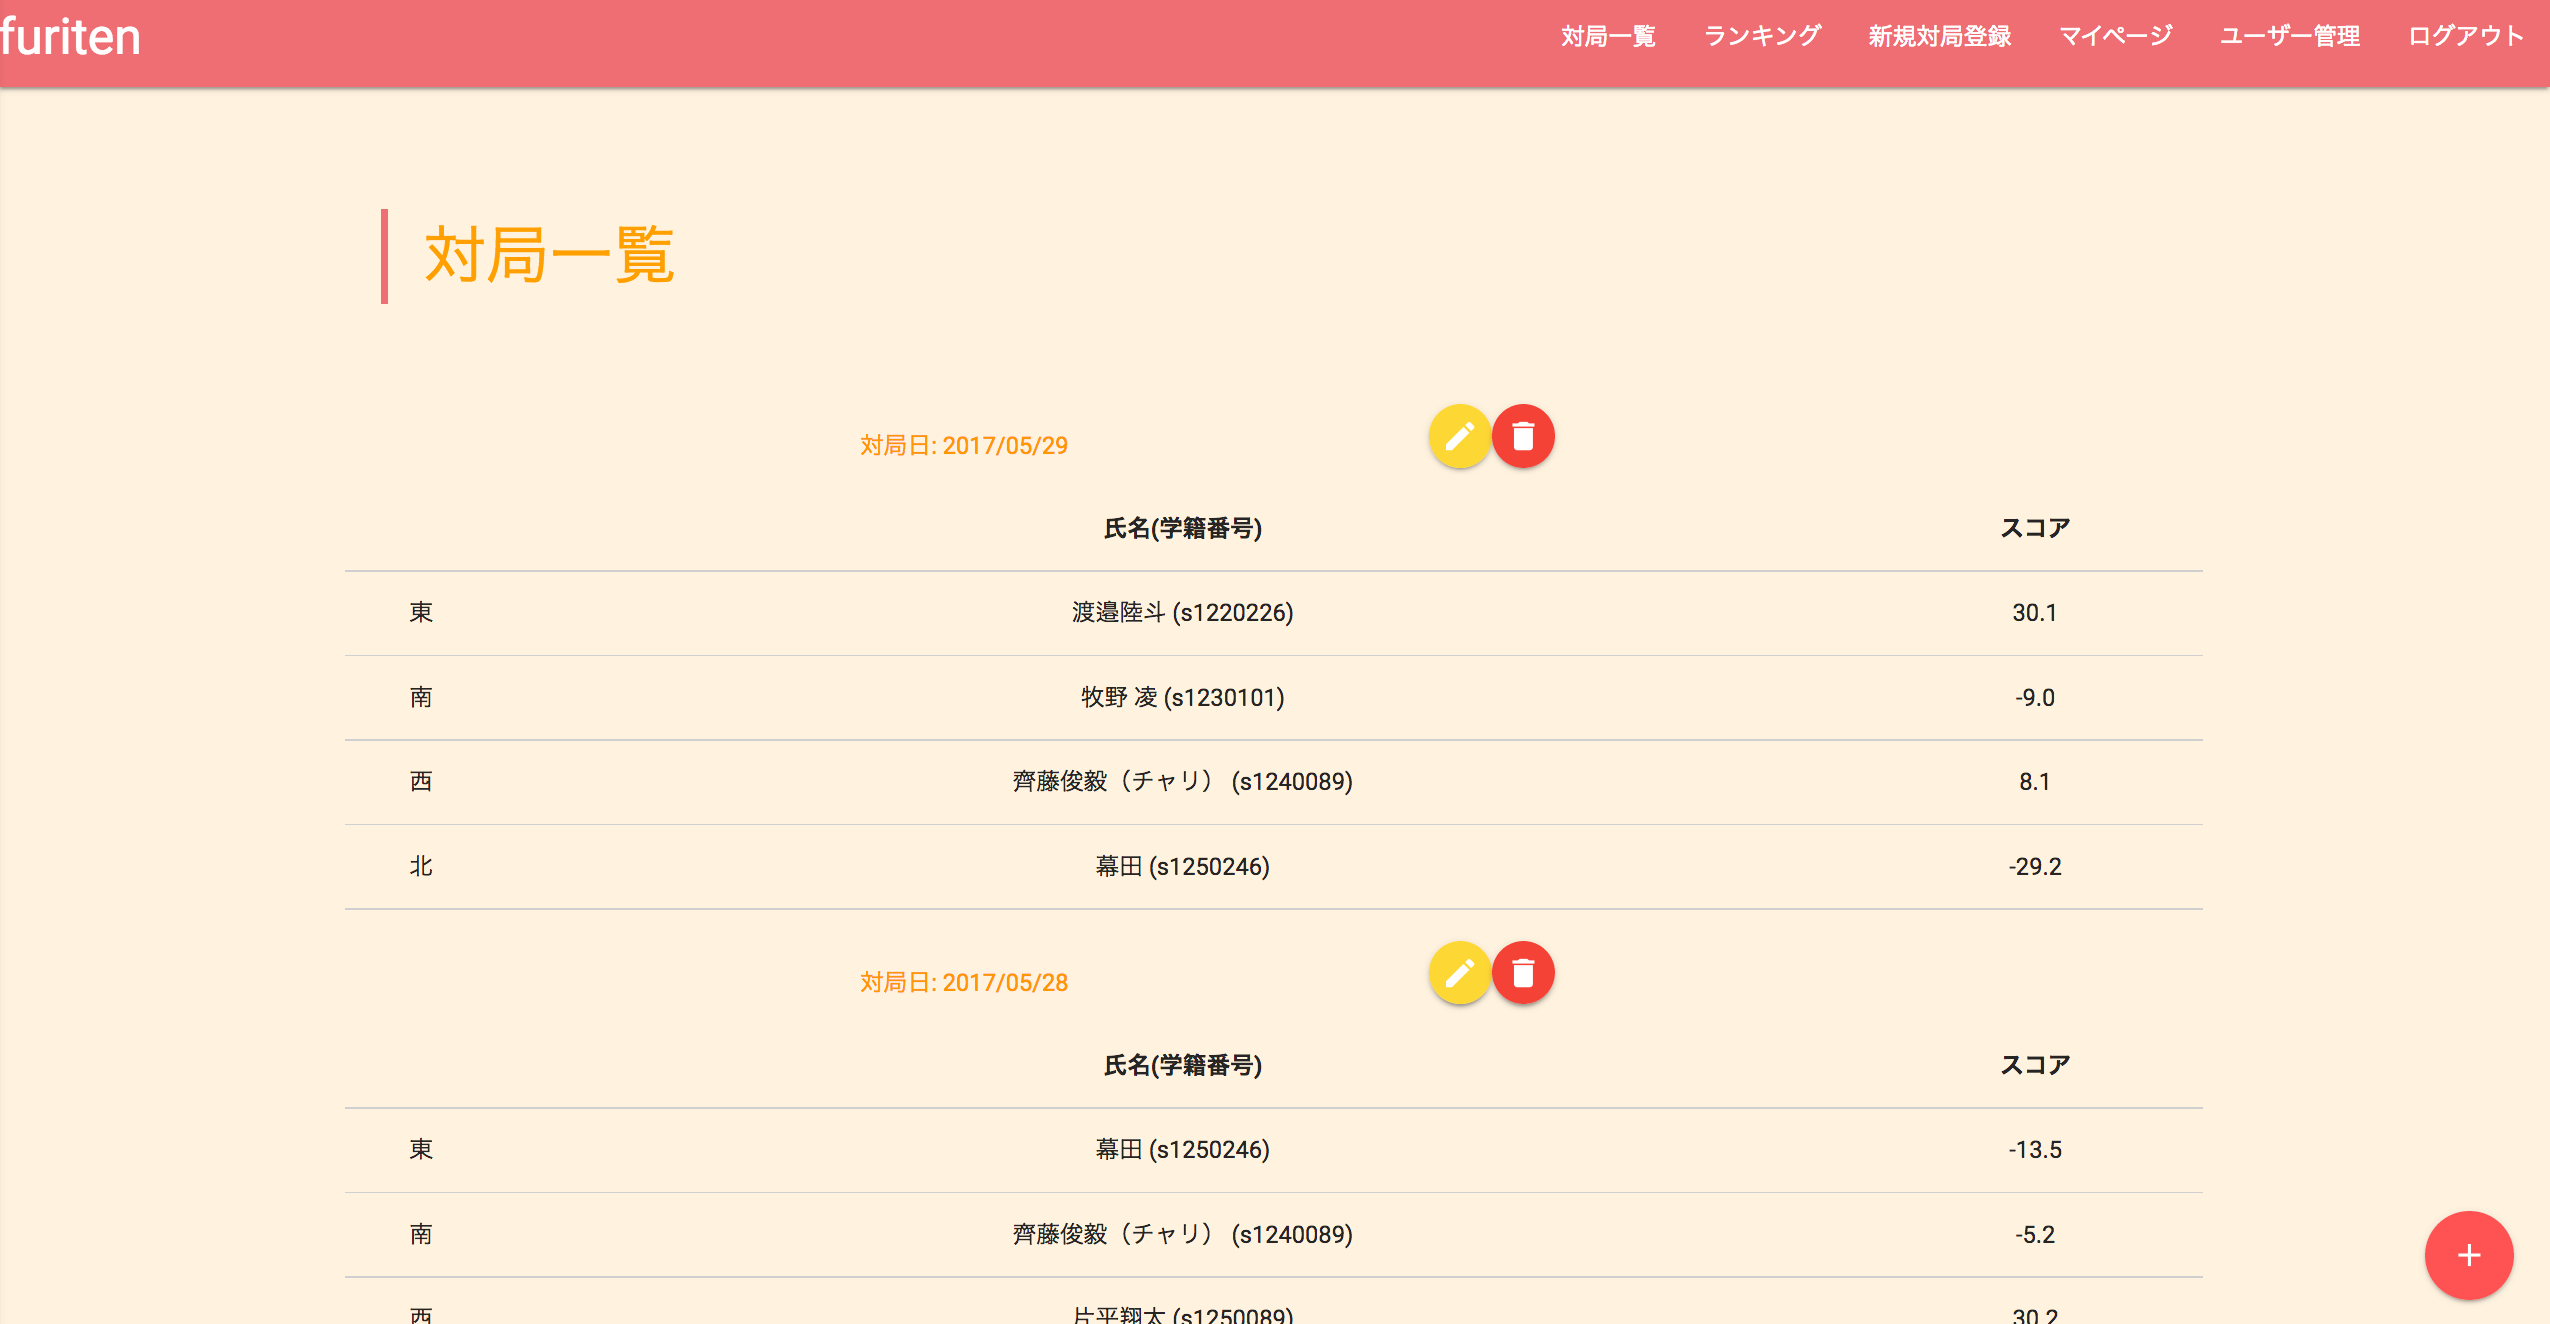 furiten 対局一覧 ランキング 新規対局登録 マイページ ユーザー管理 ログアウト
対局一覧
対局日: 2017/05/29
氏名(学籍番号) スコア
東 渡邉陸斗 (s1220226) 30.1
南 牧野 凌 (s1230101) -9.0
西 齊藤俊毅（チャリ） (s1240089) 8.1
北 幕田 (s1250246) -29.2
対局日: 2017/05/28
氏名(学籍番号) スコア
東 幕田 (s1250246) -13.5
南 齊藤俊毅（チャリ） (s1240089) -5.2
西 片平翔太 (s1250089) 30.2